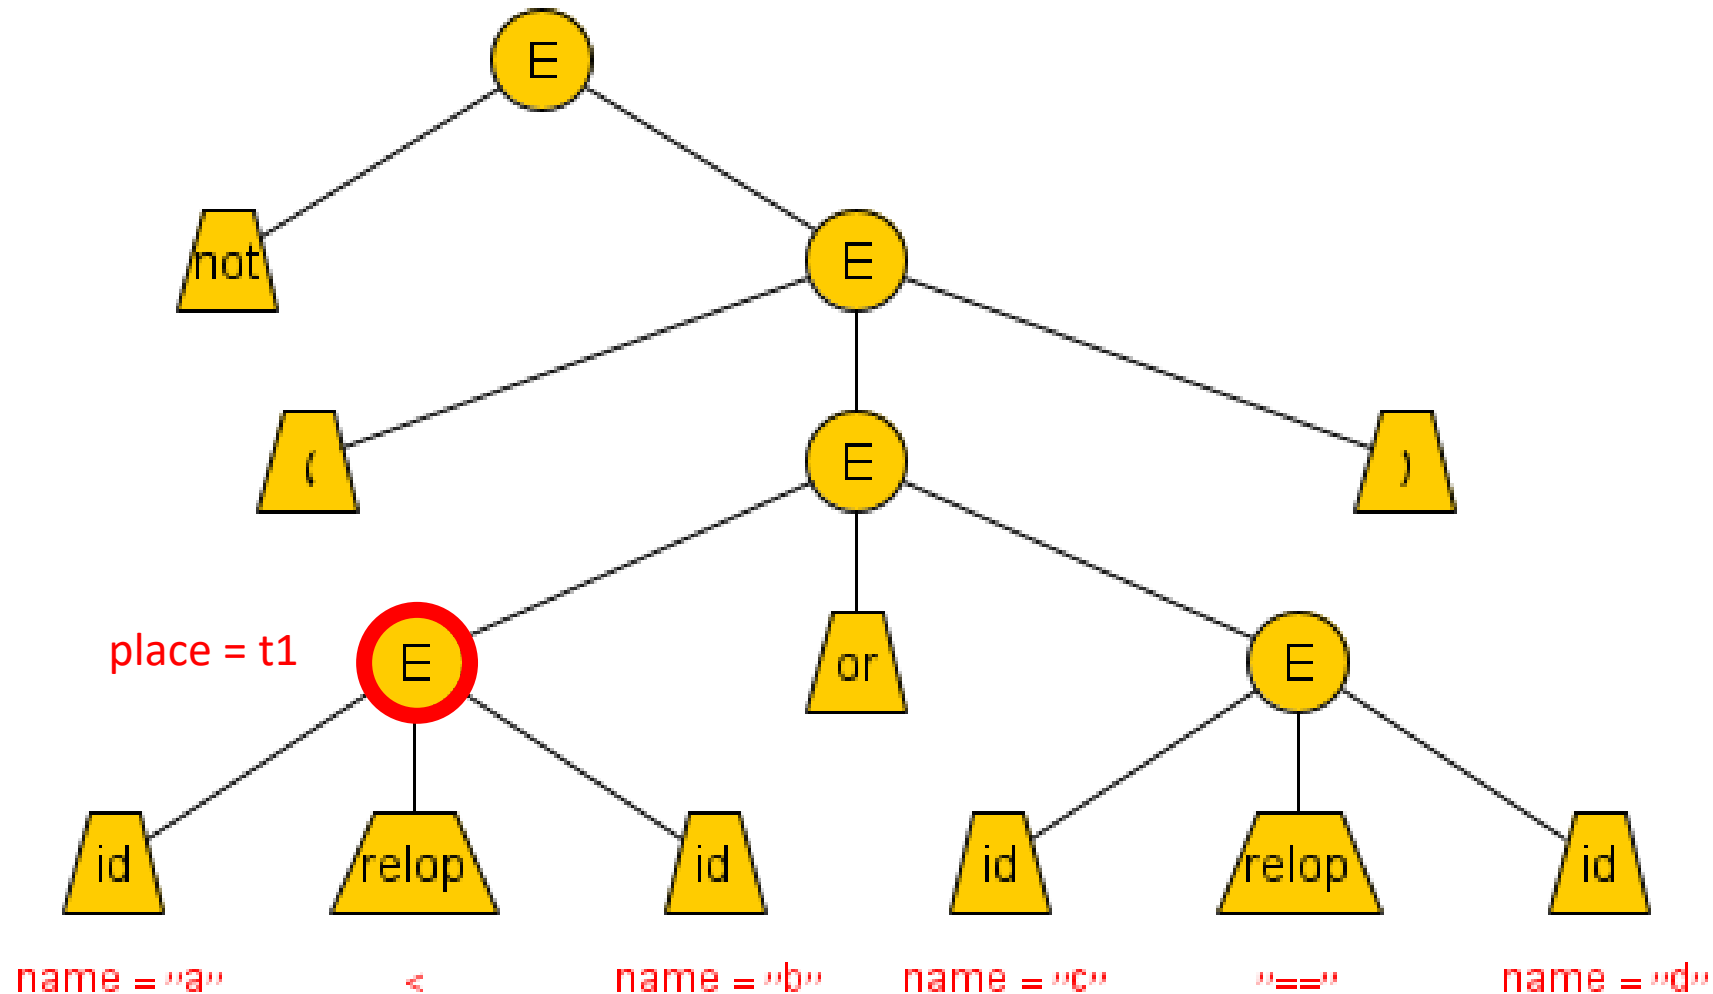 E
not
E
(
E
)
place = t1
E
or
E
id
relop
id
id
relop
id
name = "a"
<
name = "b"
name = "c"
"=="
name = "d"